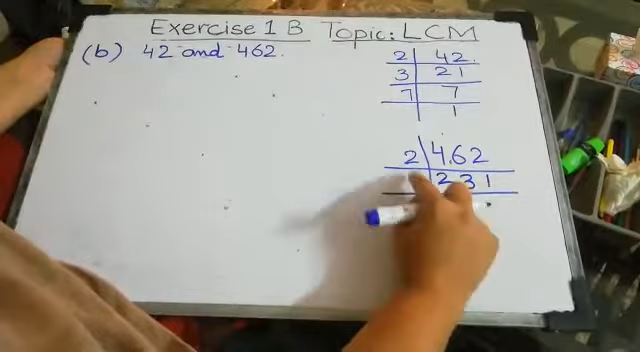 Exercise 1 B Topic: LCM
(b) 42 and 462.
2 | 42.
3 | 21
7 | 7
| 1
2 | 462
| 231